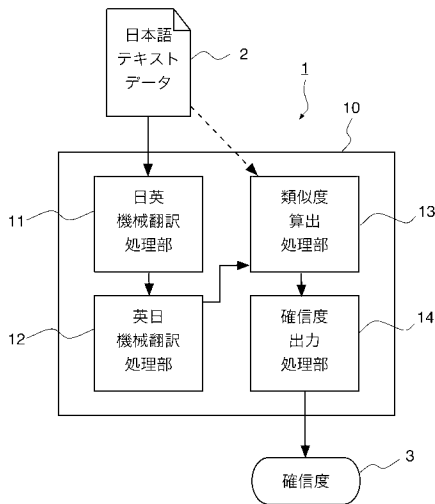 日本語
テキスト
データ
2
1
10
日英
機械翻訳
処理部
11
類似度
算出
処理部
13
英日
機械翻訳
処理部
12
確信度
出力
処理部
14
確信度
3